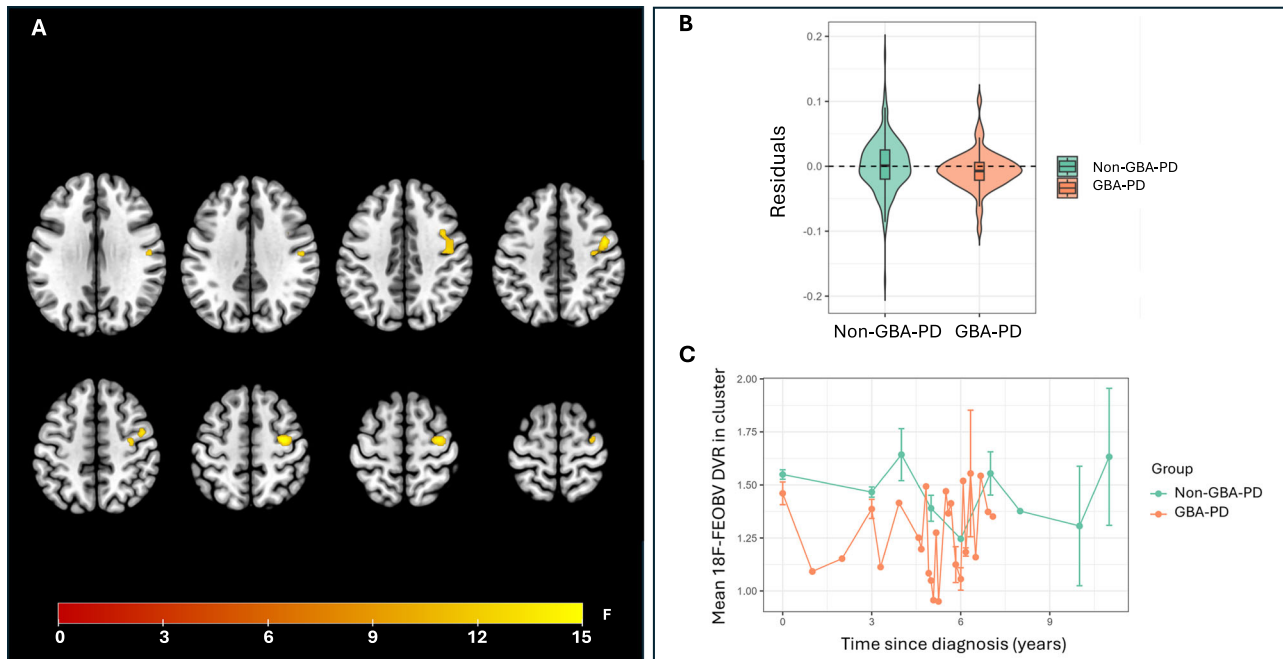 A
F
0 3 6 9 12 15
B
0.2
0.1
0.0
-0.1
-0.2
Residuals
Non-GBA-PD GBA-PD
Non-GBA-PD
GBA-PD
C
2.00
1.75
1.50
1.25
1.00
Mean 18F-FEOBV DVR in cluster
0 3 6 9
Time since diagnosis (years)
Group
Non-GBA-PD
GBA-PD